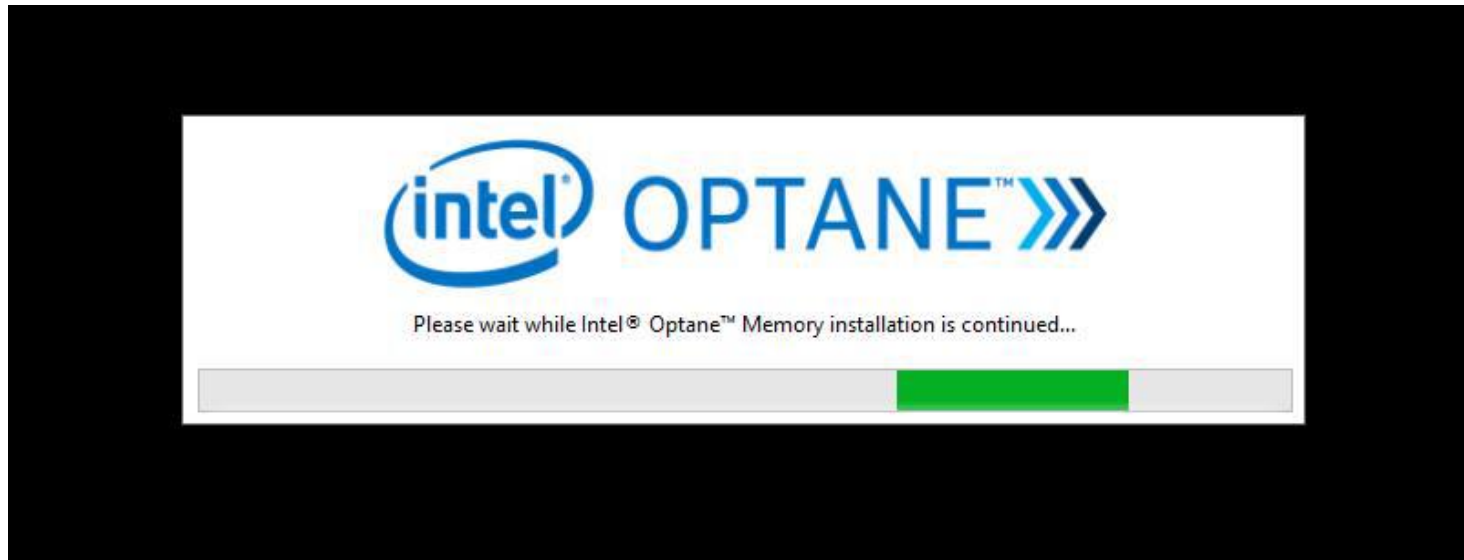 intel® OPTANE™
Please wait while Intel® Optane™ Memory installation is continued...